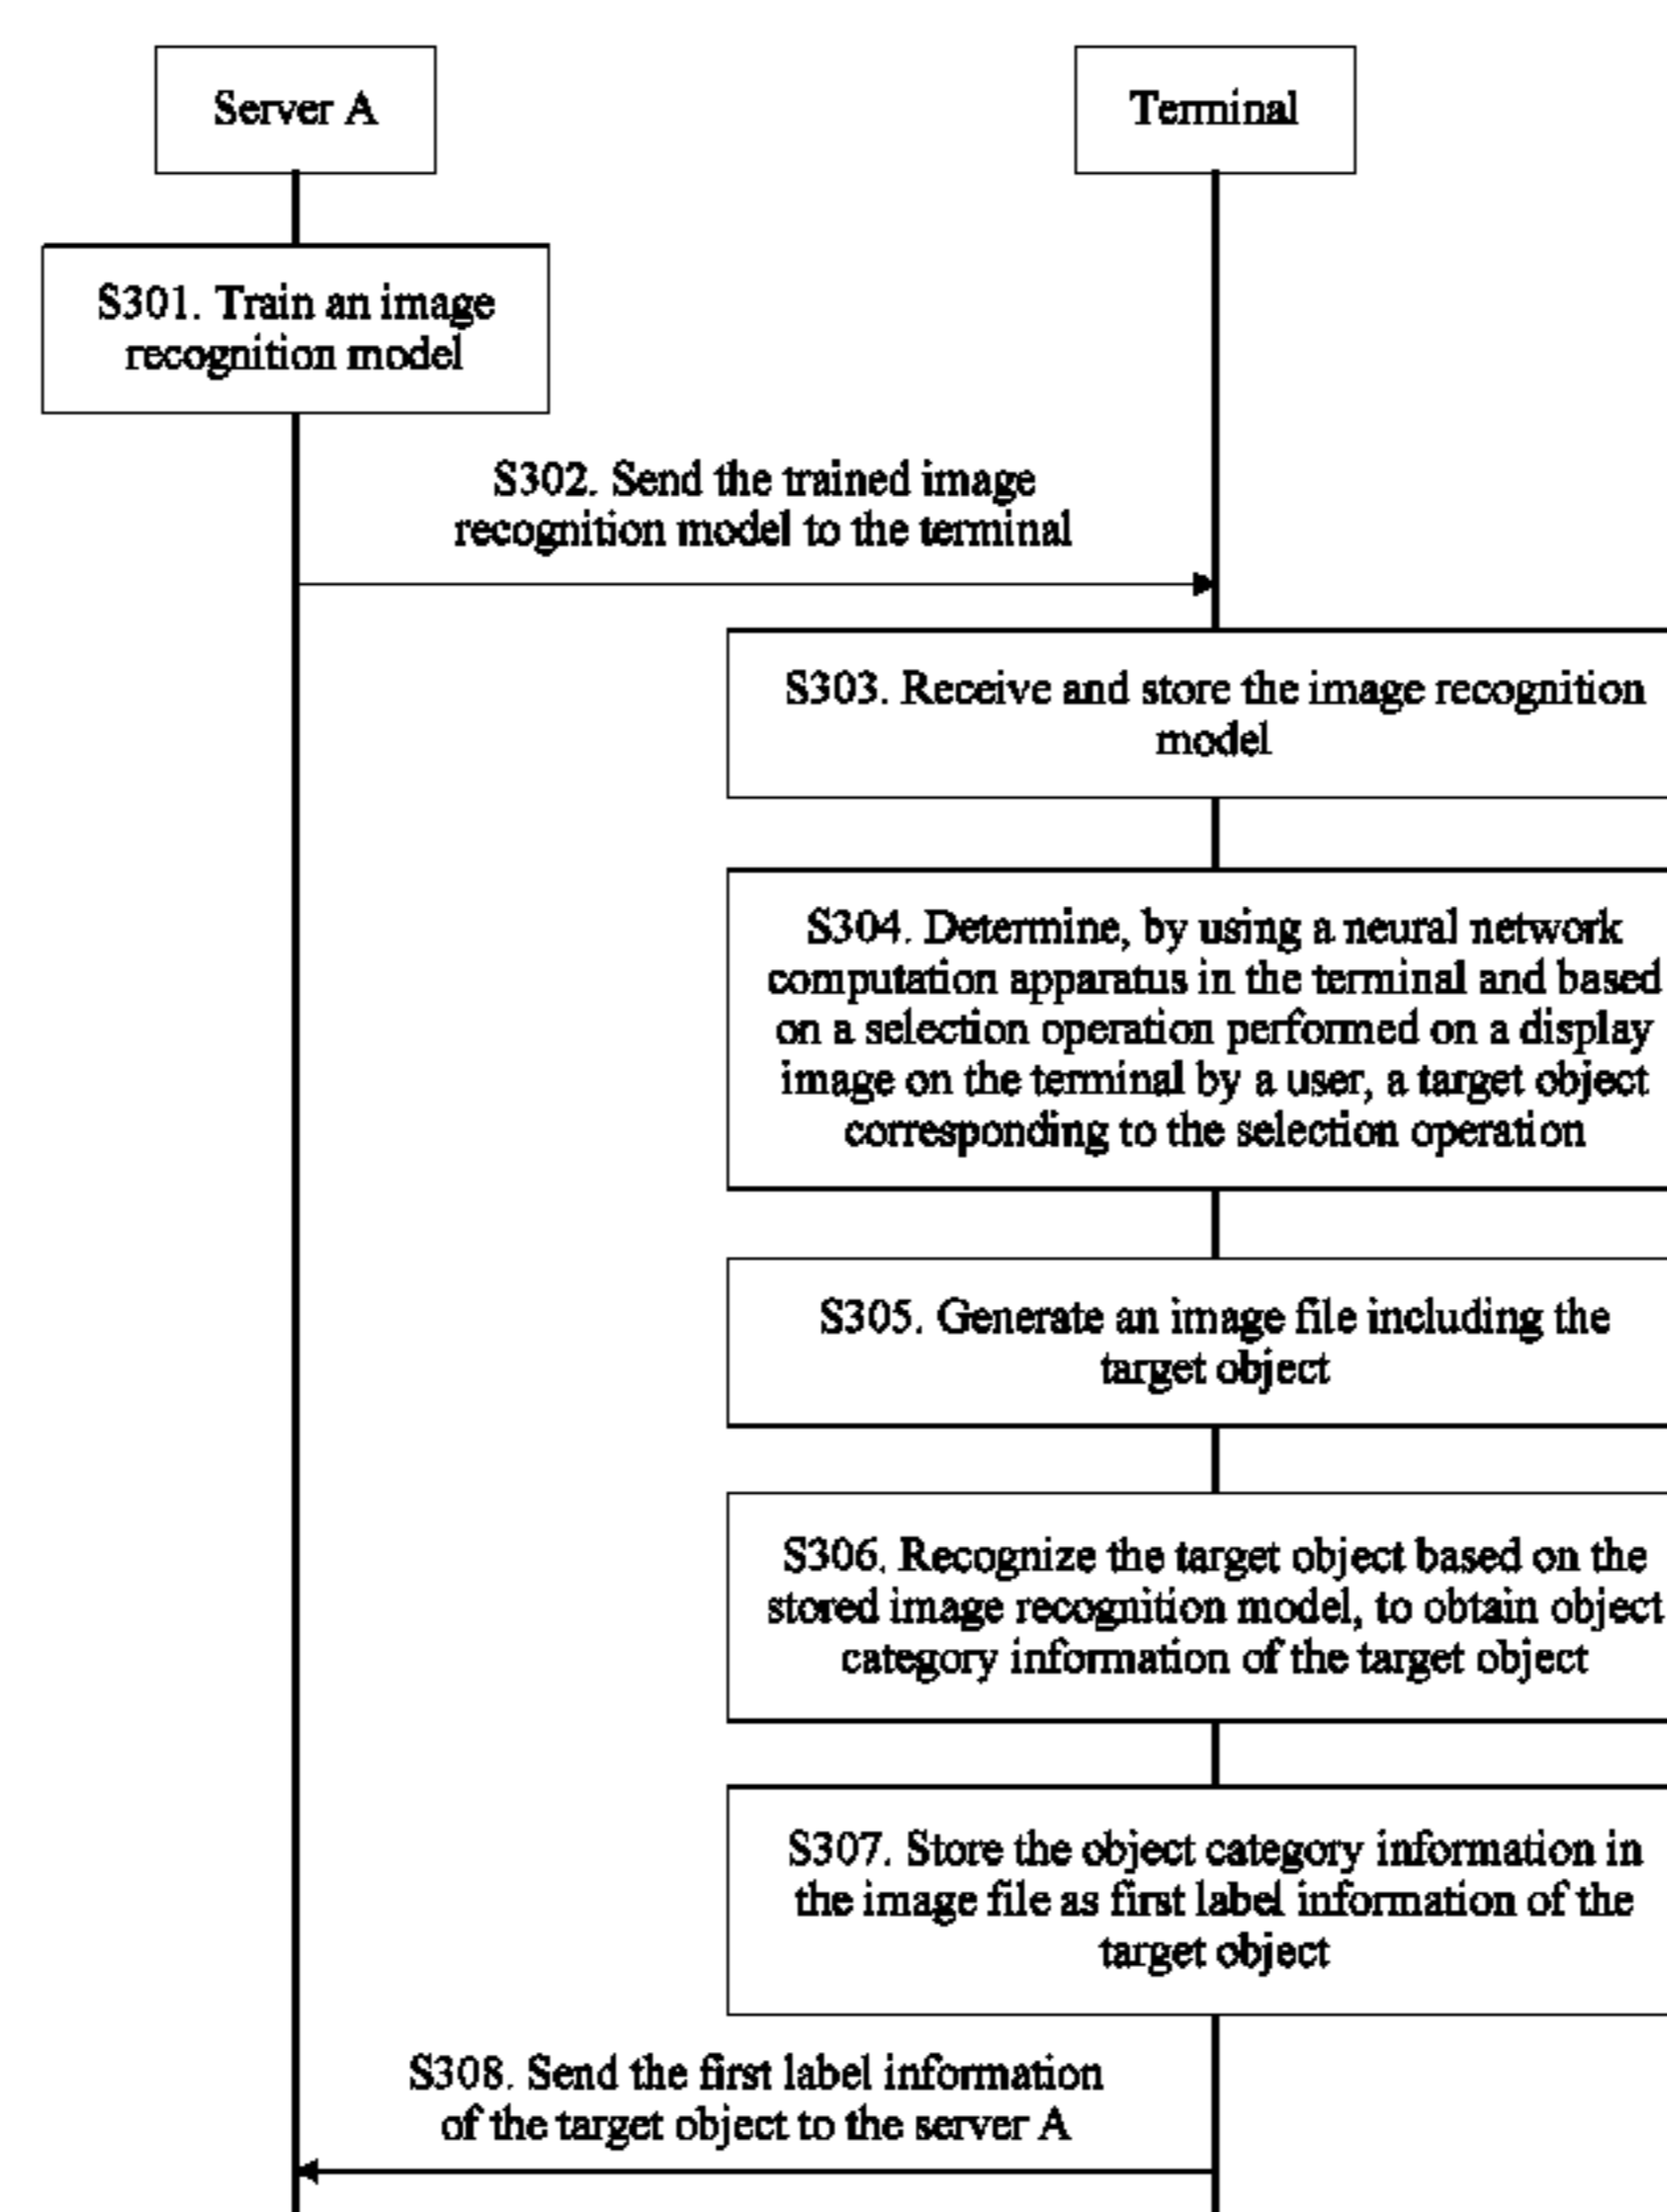 Server A
Terminal
S301. Train an image
recognition model
S302. Send the trained image
recognition model to the terminal
S303. Receive and store the image recognition
model
S304. Determine, by using a neural network
computation apparatus in the terminal and based
on a selection operation performed on a display
image on the terminal by a user, a target object
corresponding to the selection operation
S305. Generate an image file including the
target object
S306. Recognize the target object based on the
stored image recognition model, to obtain object
category information of the target object
S307. Store the object category information in
the image file as first label information of the
target object
S308. Send the first label information
of the target object to the server A